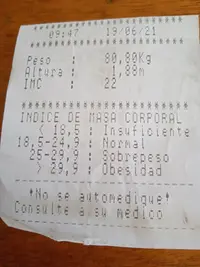 09:47 19/06/21
********************************
Peso : 80,80Kg
Altura : 1,88m
IMC : 22
********************************
INDICE DE MASA CORPORAL
< 18,5 : Insuficiente
18,5-24,9 : Normal
25-29,9 : Sobrepeso
> 29,9 : Obesidad
--------------------------------
*No se automedique*
Consulte a su medico